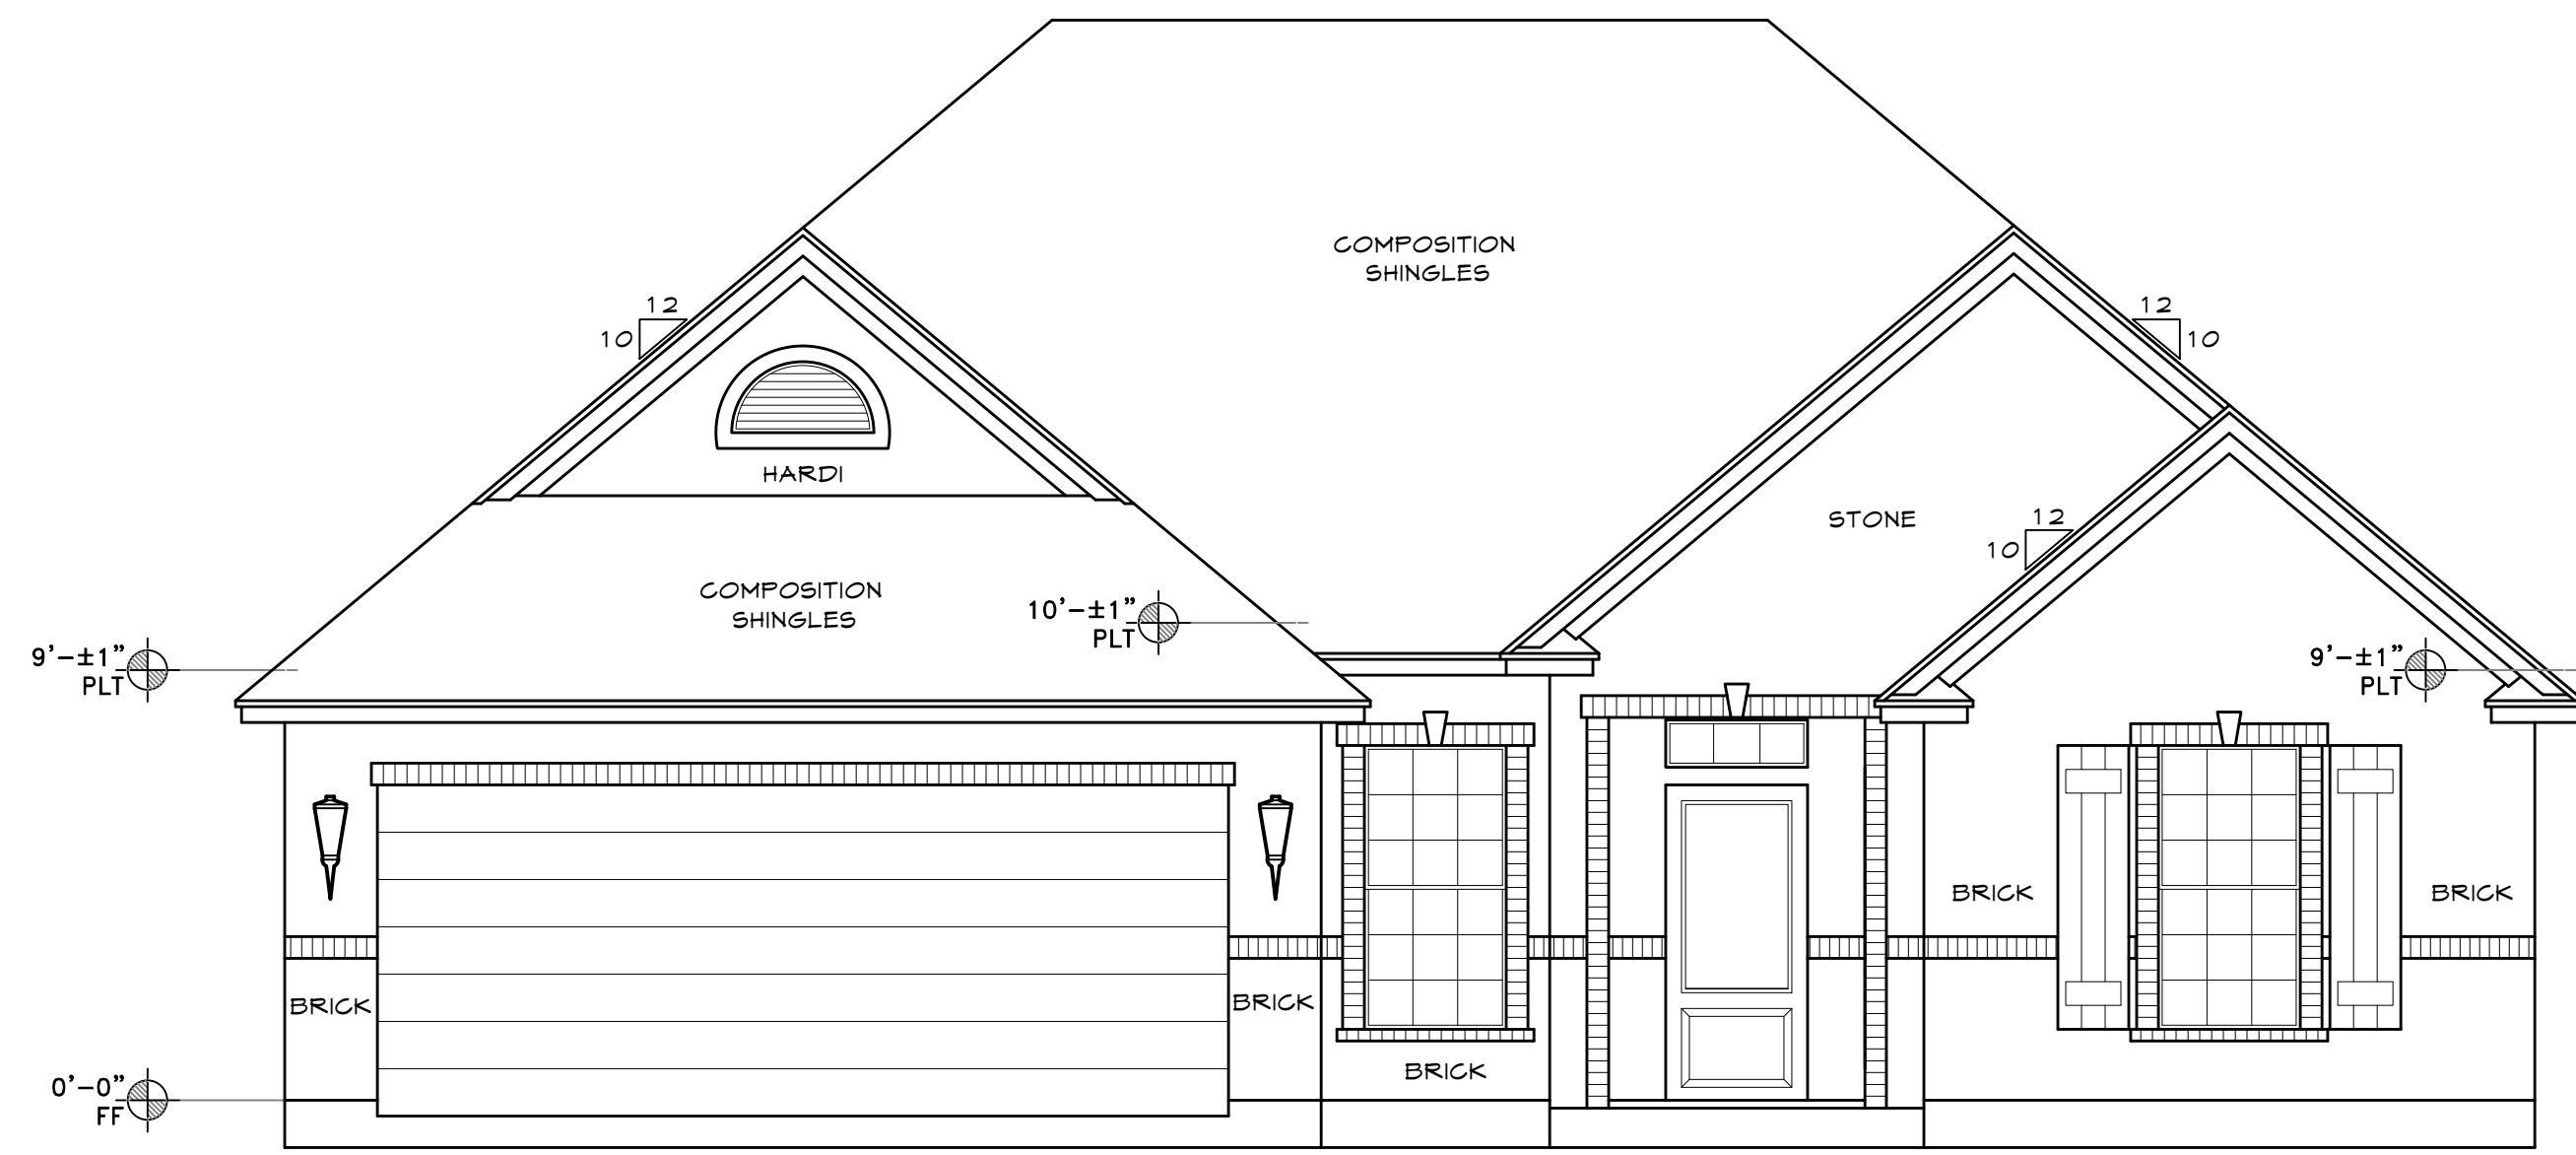 COMPOSITION
SHINGLES
12
10
12
10
HARDI
STONE
12
10
COMPOSITION
SHINGLES
10'-±1"
PLT
9'-±1"
PLT
9'-±1"
PLT
BRICK
BRICK
BRICK
BRICK
BRICK
0'-0"
FF